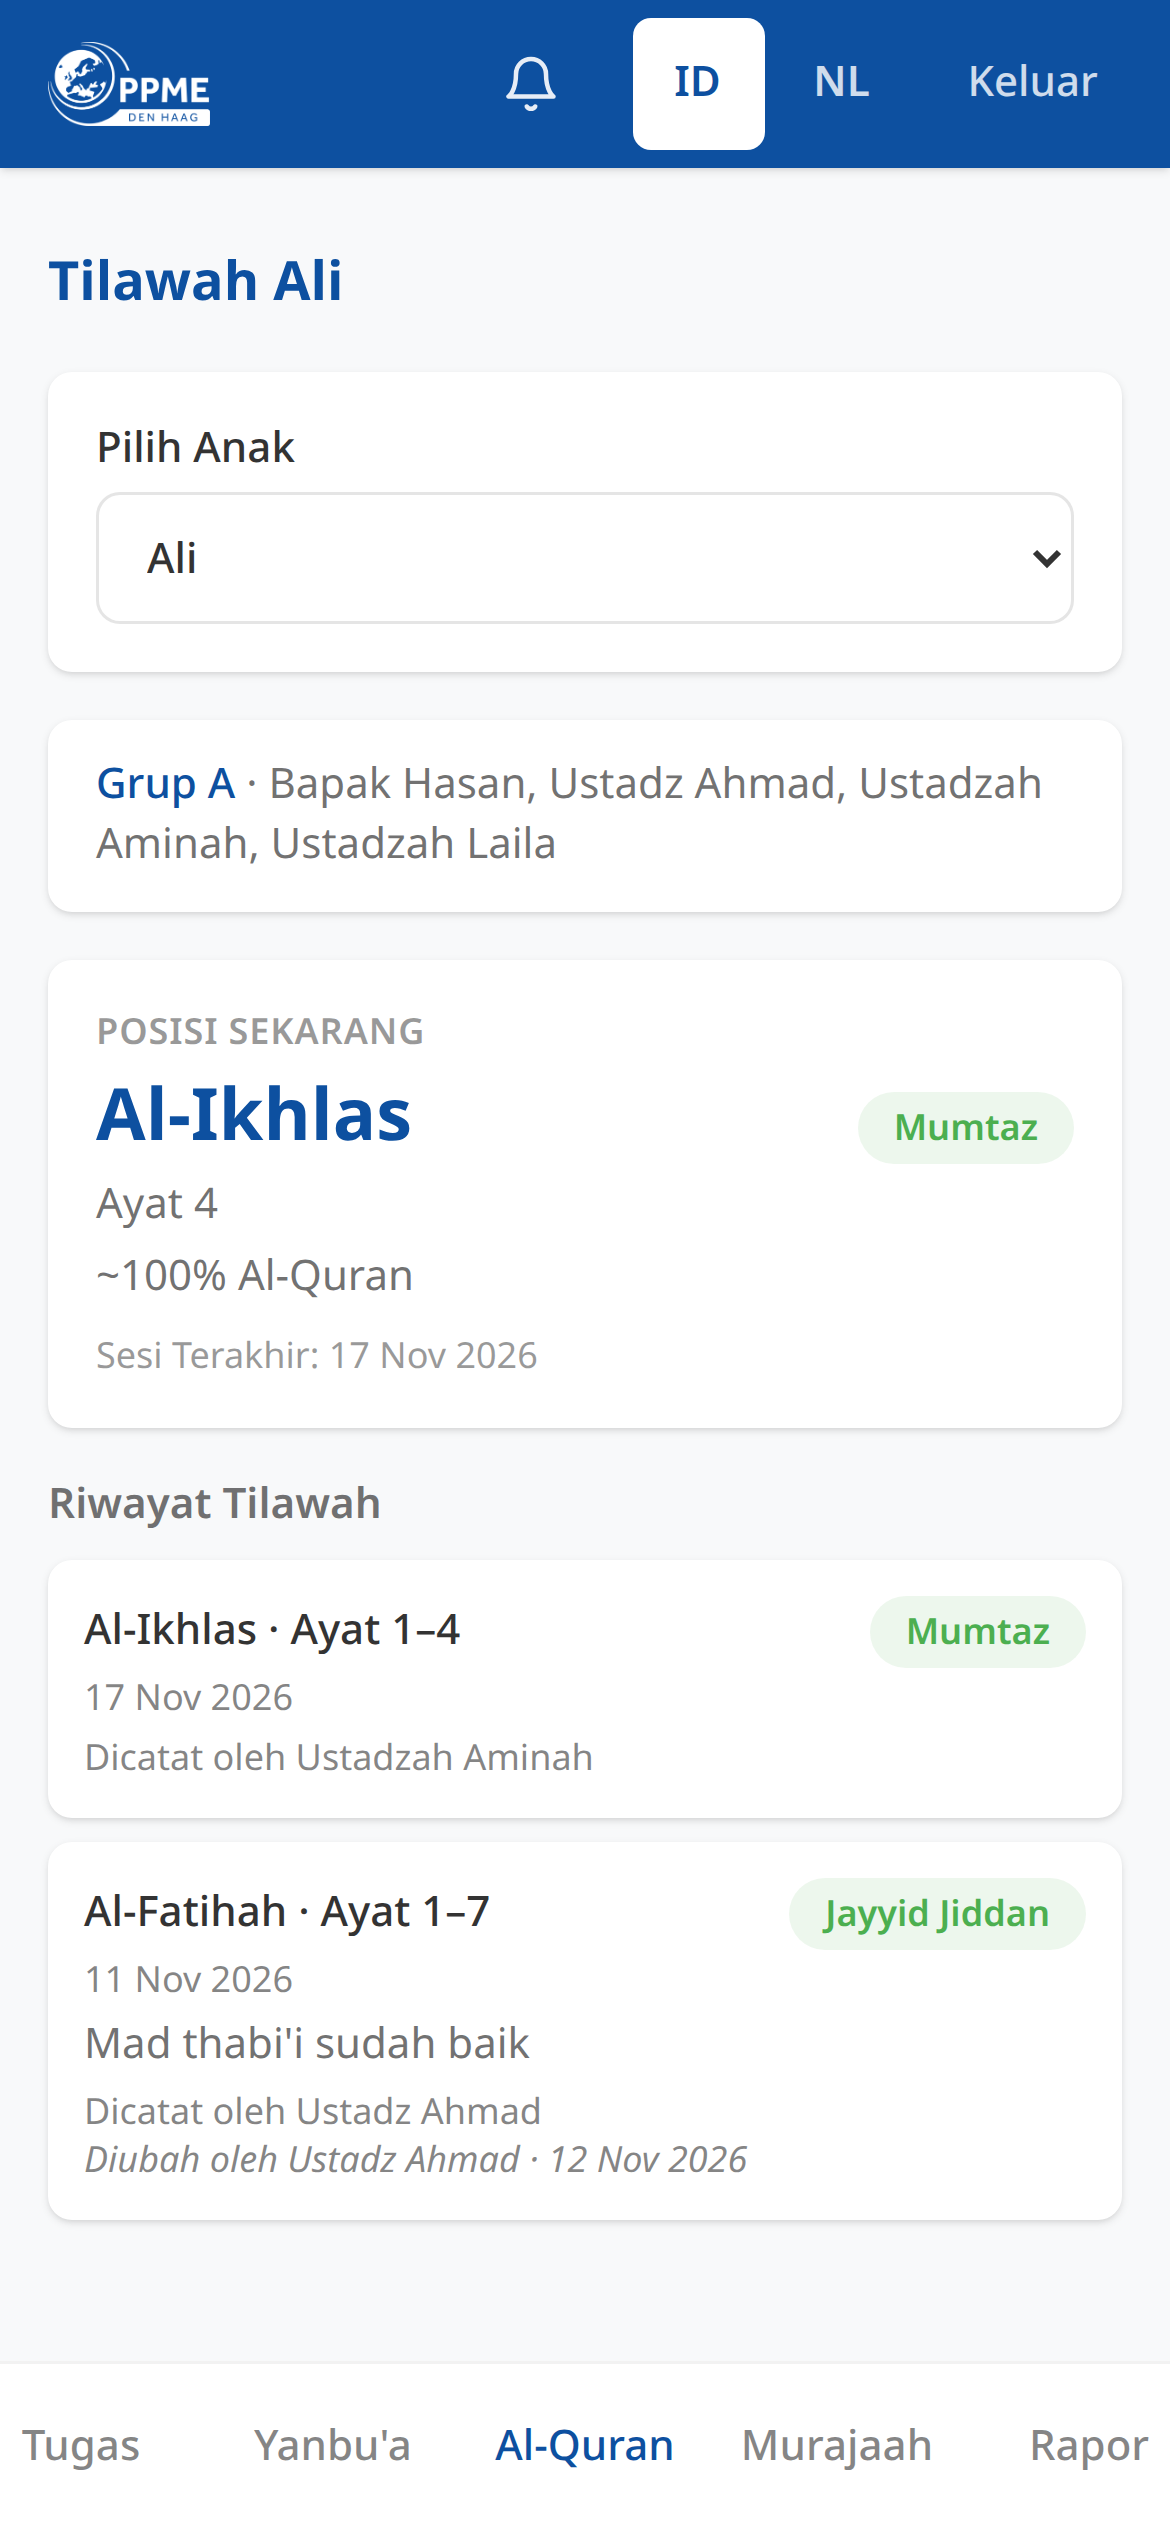 PPME
DEN HAAG
ID
NL
Keluar
Tilawah Ali
Pilih Anak
Ali
Grup A · Bapak Hasan, Ustadz Ahmad, Ustadzah
Aminah, Ustadzah Laila
POSISI SEKARANG
Al-Ikhlas
Mumtaz
Ayat 4
~100% Al-Quran
Sesi Terakhir: 17 Nov 2026
Riwayat Tilawah
Al-Ikhlas · Ayat 1–4
Mumtaz
17 Nov 2026
Dicatat oleh Ustadzah Aminah
Al-Fatihah · Ayat 1–7
Jayyid Jiddan
11 Nov 2026
Mad thabi'i sudah baik
Dicatat oleh Ustadz Ahmad
Diubah oleh Ustadz Ahmad · 12 Nov 2026
Tugas
Yanbu'a
Al-Quran
Murajaah
Rapor